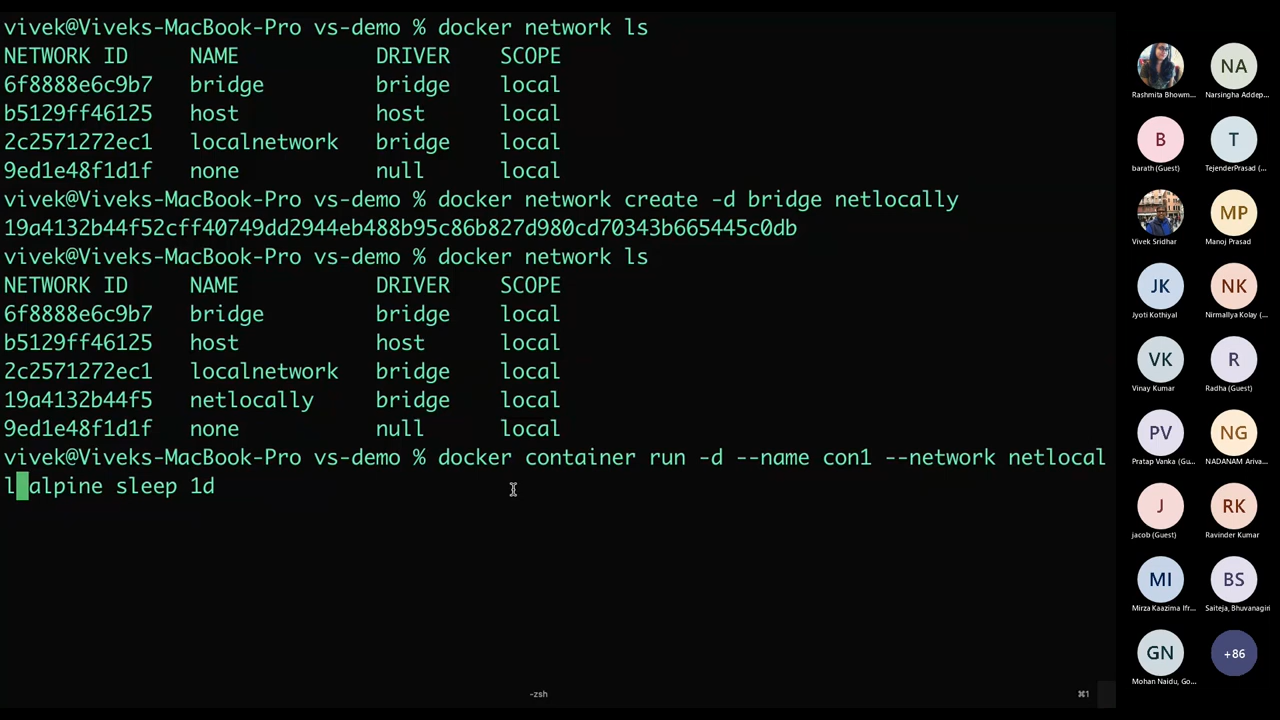 vivek@Viveks-MacBook-Pro vs-demo % docker network ls
NETWORK ID NAME DRIVER SCOPE
6f8888e6c9b7 bridge bridge local
b5129ff46125 host host local
2c2571272ec1 localnetwork bridge local
9ed1e48f1d1f none null local
vivek@Viveks-MacBook-Pro vs-demo % docker network create -d bridge netlocally
19a4132b44f52cff40749dd2944eb488b95c86b827d980cd70343b665445c0db
vivek@Viveks-MacBook-Pro vs-demo % docker network ls
NETWORK ID NAME DRIVER SCOPE
6f8888e6c9b7 bridge bridge local
b5129ff46125 host host local
2c2571272ec1 localnetwork bridge local
19a4132b44f5 netlocally bridge local
9ed1e48f1d1f none null local
vivek@Viveks-MacBook-Pro vs-demo % docker container run -d --name con1 --network netlocal
l alpine sleep 1d
-zsh
⌘1
Rashmita Bhowm...
NA
Narsingha Addep...
B
barath (Guest)
T
TejenderPrasad (...
Vivek Sridhar
MP
Manoj Prasad
JK
Jyoti Kothiyal
NK
Nirmallya Kolay (...
VK
Vinay Kumar
R
Radha (Guest)
PV
Pratap Vanka (Gu...
NG
NADANAM Ariva...
J
jacob (Guest)
RK
Ravinder Kumar
MI
Mirza Kaazima Ifr...
BS
Saiteja, Bhuvanagiri
GN
Mohan Naidu, Go...
+86